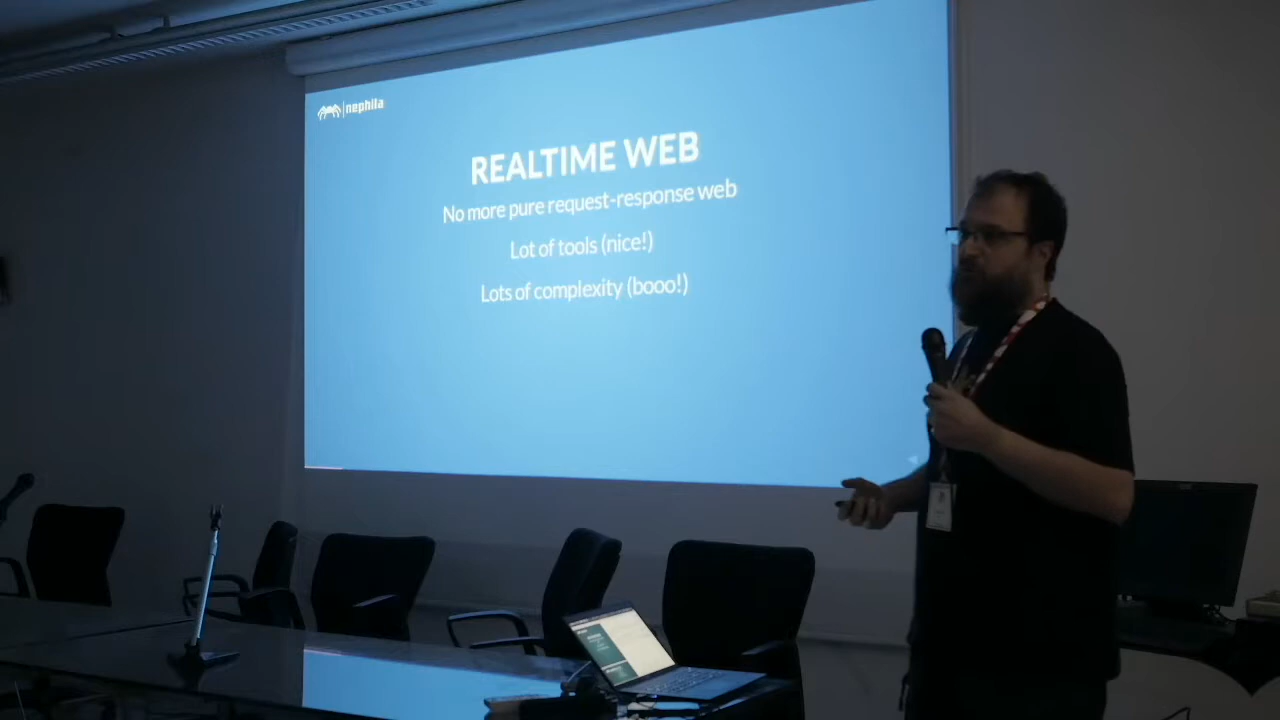 nephila
REALTIME WEB
No more pure request-response web
Lot of tools (nice!)
Lots of complexity (booo!)